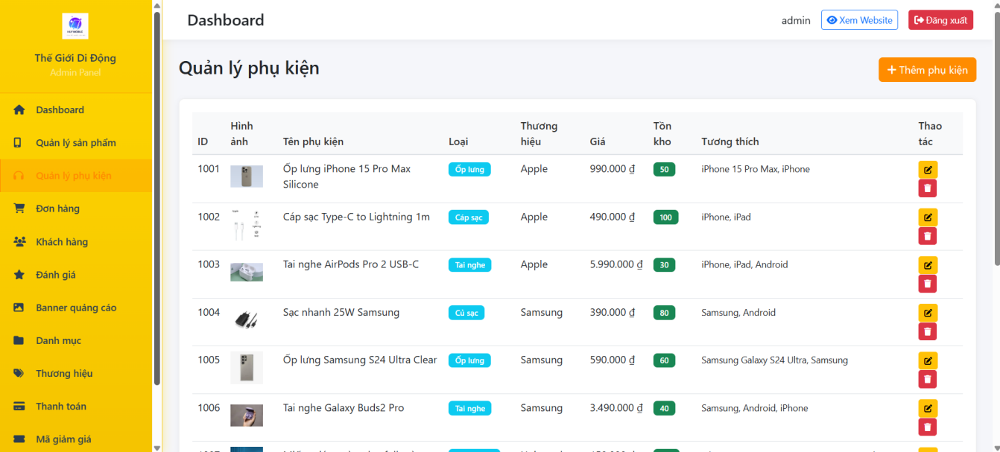 Thế Giới Di Động
Admin Panel
Dashboard
Quản lý sản phẩm
Quản lý phụ kiện
Đơn hàng
Khách hàng
Đánh giá
Banner quảng cáo
Danh mục
Thương hiệu
Thanh toán
Mã giảm giá
Dashboard
admin
Xem Website
Đăng xuất
Quản lý phụ kiện
Thêm phụ kiện
ID Hình ảnh Tên phụ kiện Loại Thương hiệu Giá Tồn kho Tương thích Thao tác
1001 Ốp lưng iPhone 15 Pro Max Silicone Ốp lưng Apple 990.000 ₫ 50 iPhone 15 Pro Max, iPhone
1002 Cáp sạc Type-C to Lightning 1m Cáp sạc Apple 490.000 ₫ 100 iPhone, iPad
1003 Tai nghe AirPods Pro 2 USB-C Tai nghe Apple 5.990.000 ₫ 30 iPhone, iPad, Android
1004 Sạc nhanh 25W Samsung Củ sạc Samsung 390.000 ₫ 80 Samsung, Android
1005 Ốp lưng Samsung S24 Ultra Clear Ốp lưng Samsung 590.000 ₫ 60 Samsung Galaxy S24 Ultra, Samsung
1006 Tai nghe Galaxy Buds2 Pro Tai nghe Samsung 3.490.000 ₫ 40 Samsung, Android, iPhone